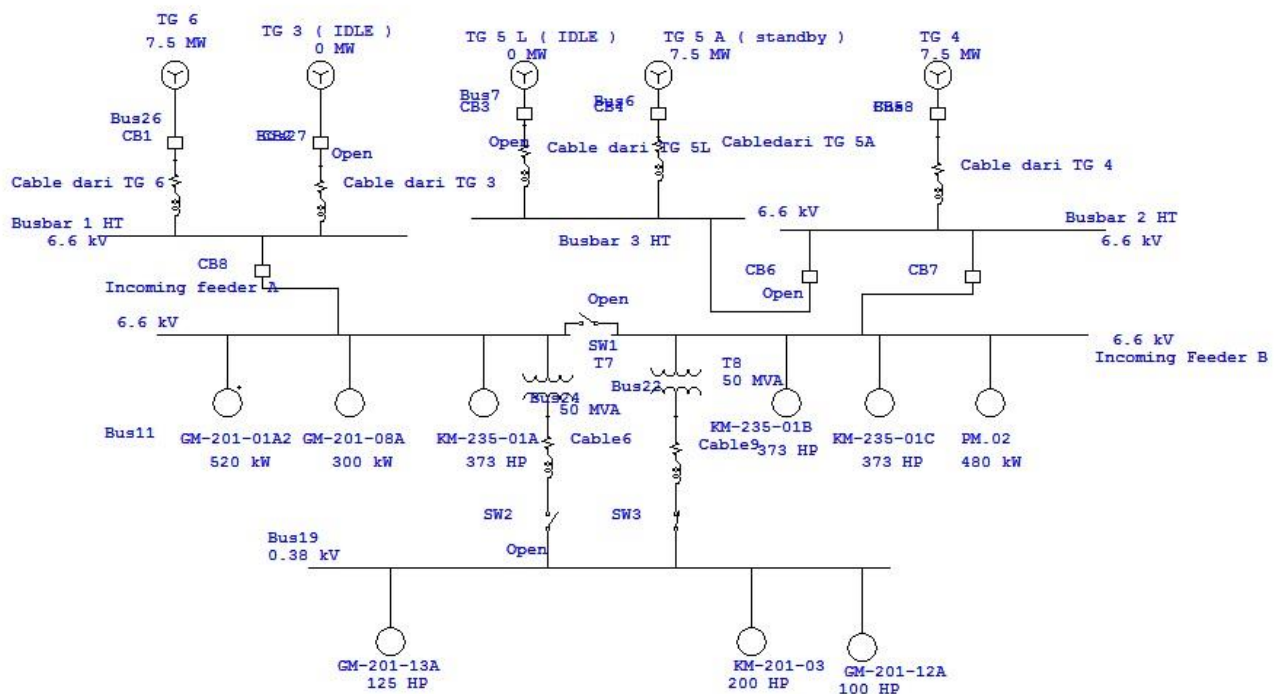 TG 6
7.5 MW
TG 3 ( IDLE )
0 MW
TG 5 L ( IDLE )
0 MW
TG 5 A ( standby )
7.5 MW
TG 4
7.5 MW
Bus26
CB1
Open
Bus7
CB3
Open
Bus6
CB4
Cable dari TG 6
Cable dari TG 3
Cable dari TG 5L
Cabledari TG 5A
Cable dari TG 4
Busbar 1 HT
6.6 kV
Busbar 3 HT
6.6 kV
Busbar 2 HT
6.6 kV
CB8
Incoming feeder A
CB6
Open
CB7
6.6 kV
Open
SW1
6.6 kV
Incoming Feeder B
T7
Bus24
50 MVA
T8
50 MVA
Bus22
Bus11
GM-201-01A2
520 kW
GM-201-08A
300 kW
KM-235-01A
373 HP
Cable6
Cable9
KM-235-01B
373 HP
KM-235-01C
373 HP
PM.02
480 kW
SW2
Open
SW3
Bus19
0.38 kV
GM-201-13A
125 HP
KM-201-03
200 HP
GM-201-12A
100 HP